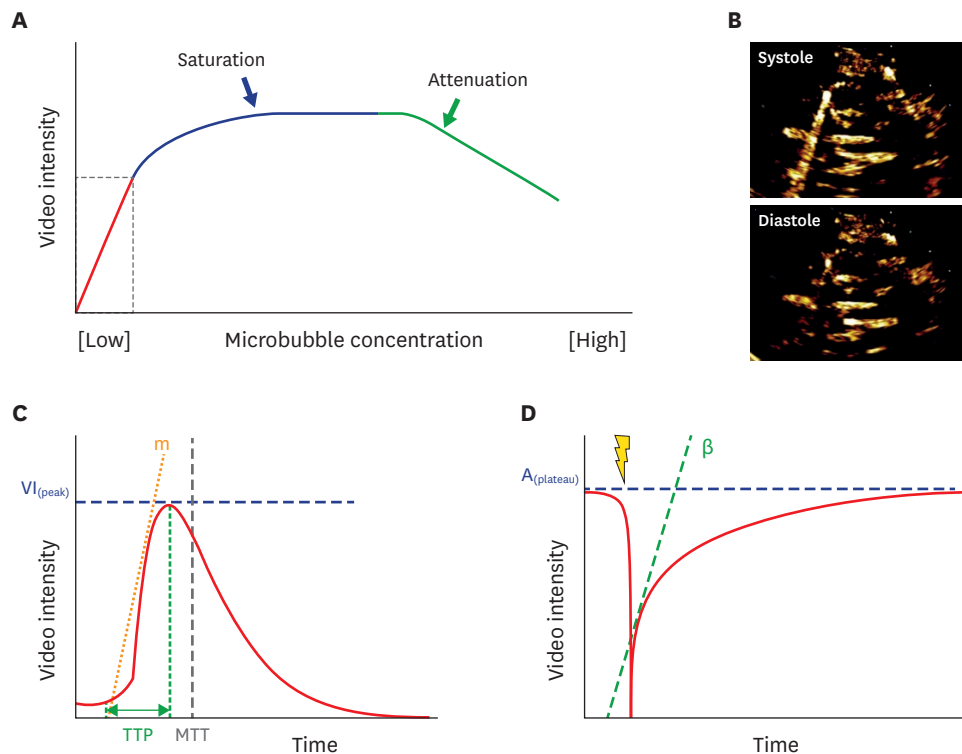 A
Saturation
Attenuation
Video intensity
[Low]
Microbubble concentration
[High]
B
Systole
Diastole
C
m
VI(peak)
Video intensity
TTP
MTT
Time
D
β
A(plateau)
Video intensity
Time